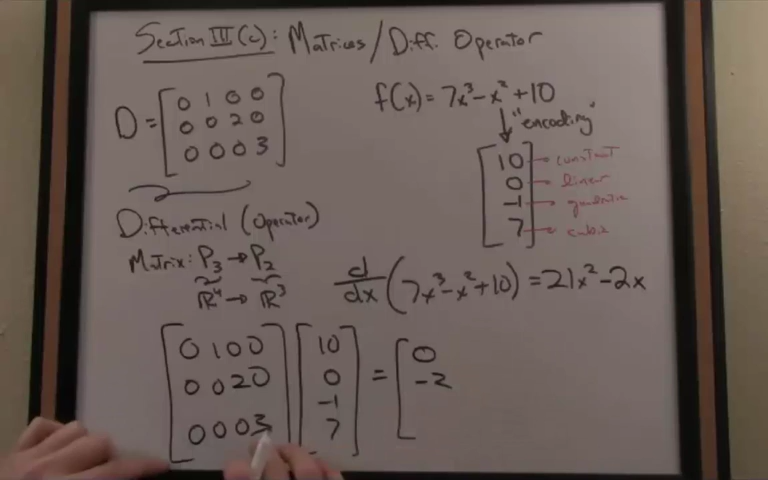 Section III(c): Matrices/Diff. Operator
D = [0 1 0 0
0 0 2 0
0 0 0 3]
f(x) = 7x³ - x² + 10
"encoding"
[10 → constant
0 → linear
-1 → quadratic
7 → cubic]
Differential (Operator)
Matrix: P₃ → P₂
ℝ⁴ → ℝ³
d/dx (7x³ - x² + 10) = 21x² - 2x
[0 1 0 0] [10] = [0
0 0 2 0 0 -2
-1
0 0 0 3 7